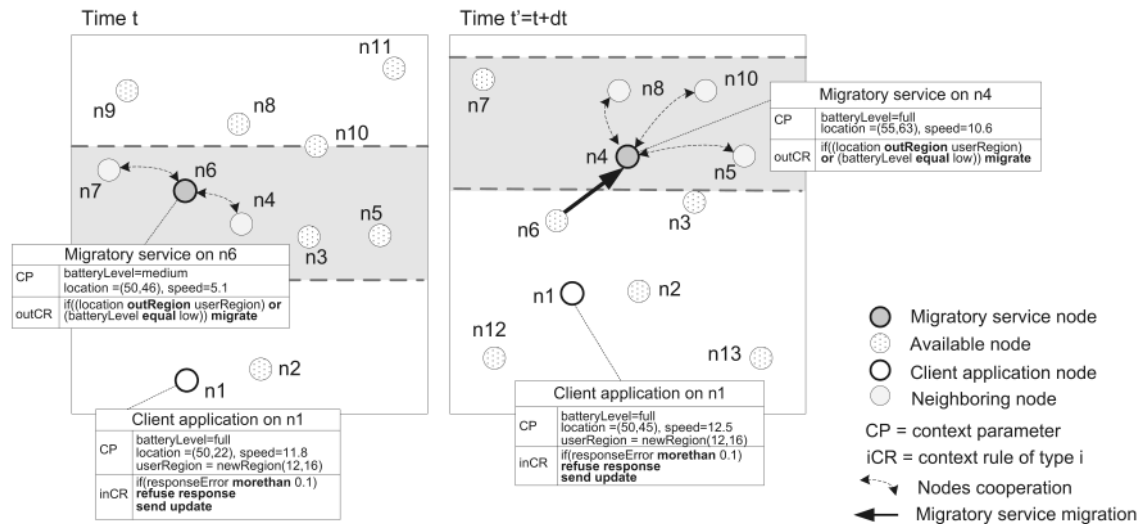 Time t
n11
n9
n8
n10
n6
n7
n4
n5
n3
Migratory service on n6
CP
batteryLevel=medium
location =(50,46), speed=5.1
outCR
if((location outRegion userRegion) or
(batteryLevel equal low)) migrate
n2
n1
Client application on n1
CP
batteryLevel=full
location =(50,22), speed=11.8
userRegion = newRegion(12,16)
inCR
if(responseError morethan 0.1)
refuse response
send update
Time t'=t+dt
n7
n8
n10
n4
n5
n3
n6
Migratory service on n4
CP
batteryLevel=full
location =(55,63), speed=10.6
outCR
if((location outRegion userRegion)
or (batteryLevel equal low)) migrate
n1
n2
n12
n13
Client application on n1
CP
batteryLevel=full
location =(50,45), speed=12.5
userRegion = newRegion(12,16)
inCR
if(responseError morethan 0.1)
refuse response
send update
Migratory service node
Available node
Client application node
Neighboring node
CP = context parameter
iCR = context rule of type i
Nodes cooperation
Migratory service migration